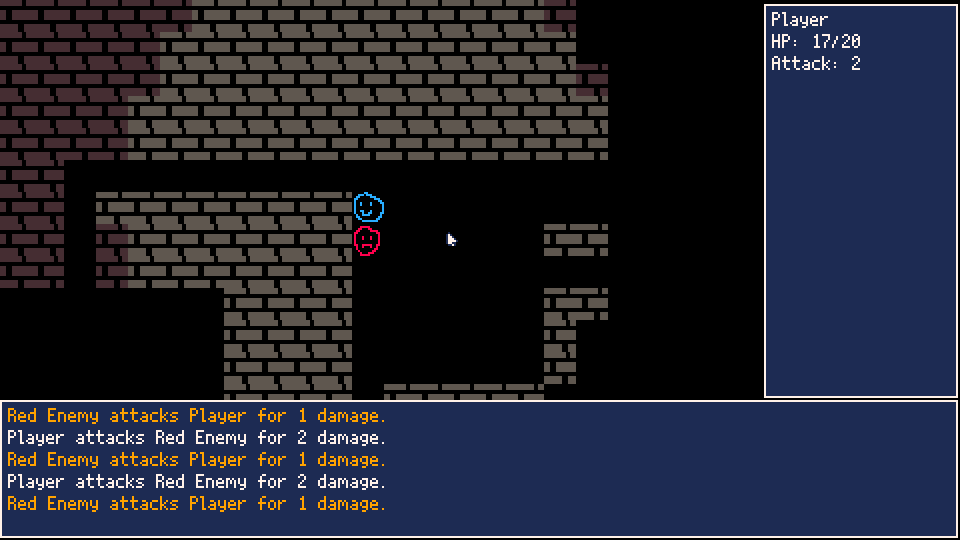 Player
HP: 17/20
Attack: 2
Red Enemy attacks Player for 1 damage.
Player attacks Red Enemy for 2 damage.
Red Enemy attacks Player for 1 damage.
Player attacks Red Enemy for 2 damage.
Red Enemy attacks Player for 1 damage.